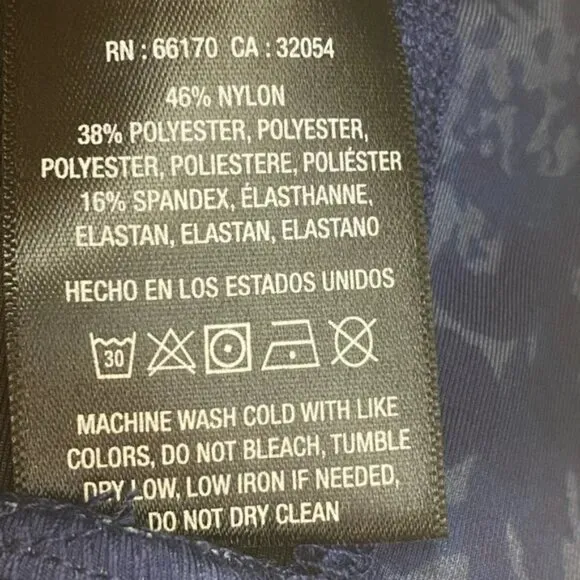 RN : 66170 CA : 32054
46% NYLON
38% POLYESTER, POLYESTER,
POLYESTER, POLIESTERE, POLIÉSTER
16% SPANDEX, ÉLASTHANNE,
ELASTAN, ELASTAN, ELASTANO
HECHO EN LOS ESTADOS UNIDOS
30
MACHINE WASH COLD WITH LIKE
COLORS, DO NOT BLEACH, TUMBLE
DRY LOW, LOW IRON IF NEEDED,
DO NOT DRY CLEAN